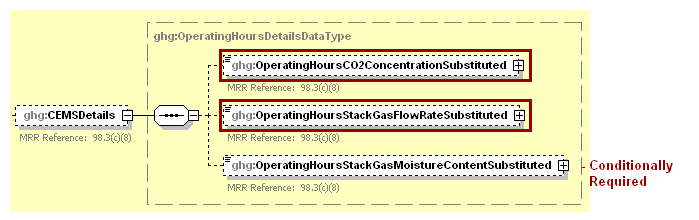 ghg:OperatingHoursDetailsDataType
ghg:OperatingHoursCO2ConcentrationSubstituted
MRR Reference: 98.3(c)(8)
ghg:CEMSDetails
MRR Reference: 98.3(c)(8)
ghg:OperatingHoursStackGasFlowRateSubstituted
MRR Reference: 98.3(c)(8)
ghg:OperatingHoursStackGasMoistureContentSubstituted
MRR Reference: 98.3(c)(8)
Conditionally
Required